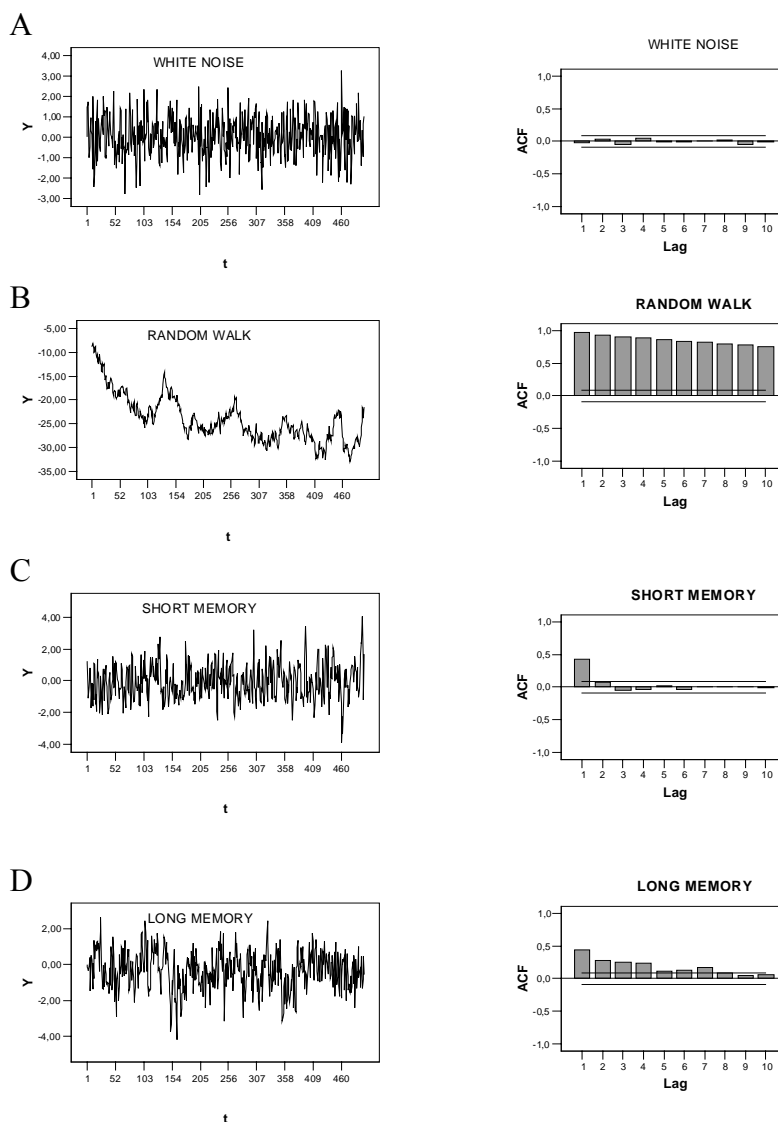 A
WHITE NOISE
4,00
3,00
2,00
1,00
0,00
-1,00
-2,00
-3,00
Y
1 52 103 154 205 256 307 358 409 460
t
WHITE NOISE
1,0
0,5
0,0
-0,5
-1,0
ACF
1 2 3 4 5 6 7 8 9 10
Lag
B
RANDOM WALK
-5,00
-10,00
-15,00
-20,00
-25,00
-30,00
-35,00
Y
1 52 103 154 205 256 307 358 409 460
t
RANDOM WALK
1,0
0,5
0,0
-0,5
-1,0
ACF
1 2 3 4 5 6 7 8 9 10
Lag
C
SHORT MEMORY
4,00
2,00
0,00
-2,00
-4,00
Y
1 52 103 154 205 256 307 358 409 460
t
SHORT MEMORY
1,0
0,5
0,0
-0,5
-1,0
ACF
1 2 3 4 5 6 7 8 9 10
Lag
D
LONG MEMORY
2,00
0,00
-2,00
-4,00
Y
1 52 103 154 205 256 307 358 409 460
t
LONG MEMORY
1,0
0,5
0,0
-0,5
-1,0
ACF
1 2 3 4 5 6 7 8 9 10
Lag